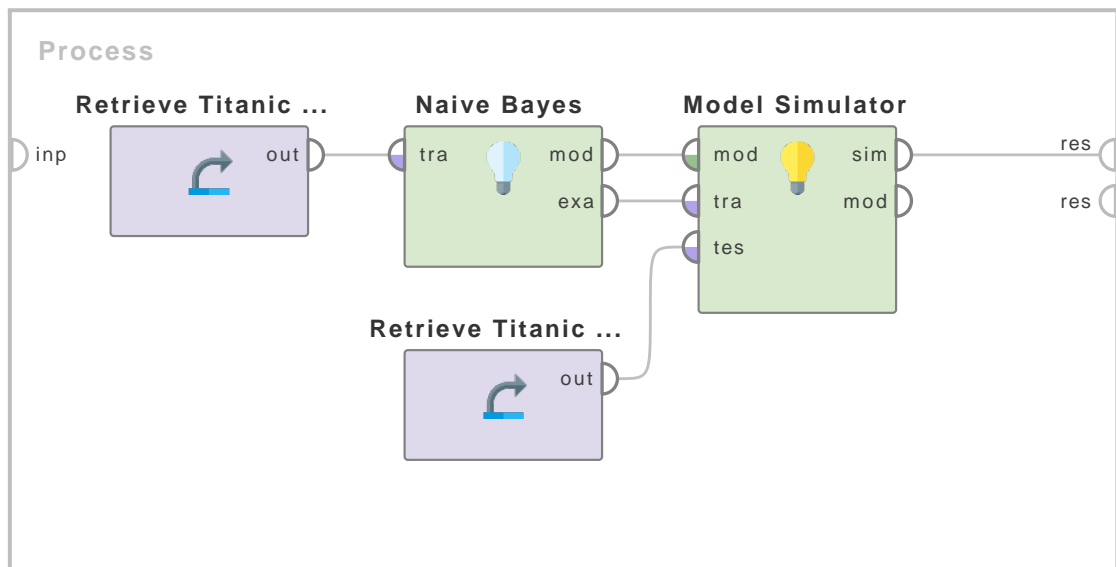 Process
Retrieve Titanic ... Naive Bayes Model Simulator
inp out tra mod mod sim res
exa tra mod res
tes
Retrieve Titanic ...
out